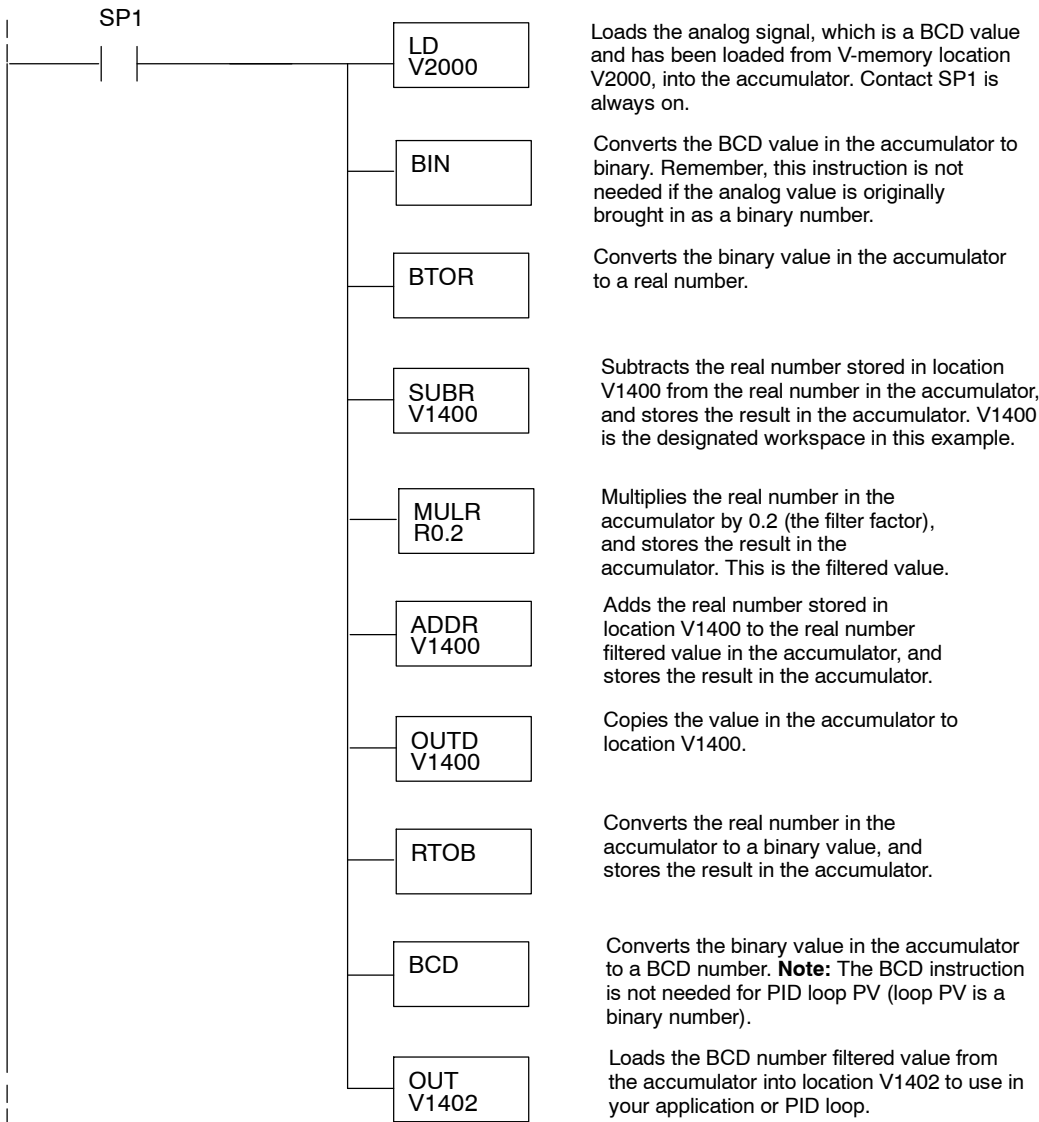 SP1
LD
V2000
Loads the analog signal, which is a BCD value
and has been loaded from V-memory location
V2000, into the accumulator. Contact SP1 is
always on.
BIN
Converts the BCD value in the accumulator to
binary. Remember, this instruction is not
needed if the analog value is originally
brought in as a binary number.
BTOR
Converts the binary value in the accumulator
to a real number.
SUBR
V1400
Subtracts the real number stored in location
V1400 from the real number in the accumulator,
and stores the result in the accumulator. V1400
is the designated workspace in this example.
MULR
R0.2
Multiplies the real number in the
accumulator by 0.2 (the filter factor),
and stores the result in the
accumulator. This is the filtered value.
ADDR
V1400
Adds the real number stored in
location V1400 to the real number
filtered value in the accumulator, and
stores the result in the accumulator.
OUTD
V1400
Copies the value in the accumulator to
location V1400.
RTOB
Converts the real number in the
accumulator to a binary value, and
stores the result in the accumulator.
BCD
Converts the binary value in the accumulator
to a BCD number. Note: The BCD instruction
is not needed for PID loop PV (loop PV is a
binary number).
OUT
V1402
Loads the BCD number filtered value from
the accumulator into location V1402 to use in
your application or PID loop.